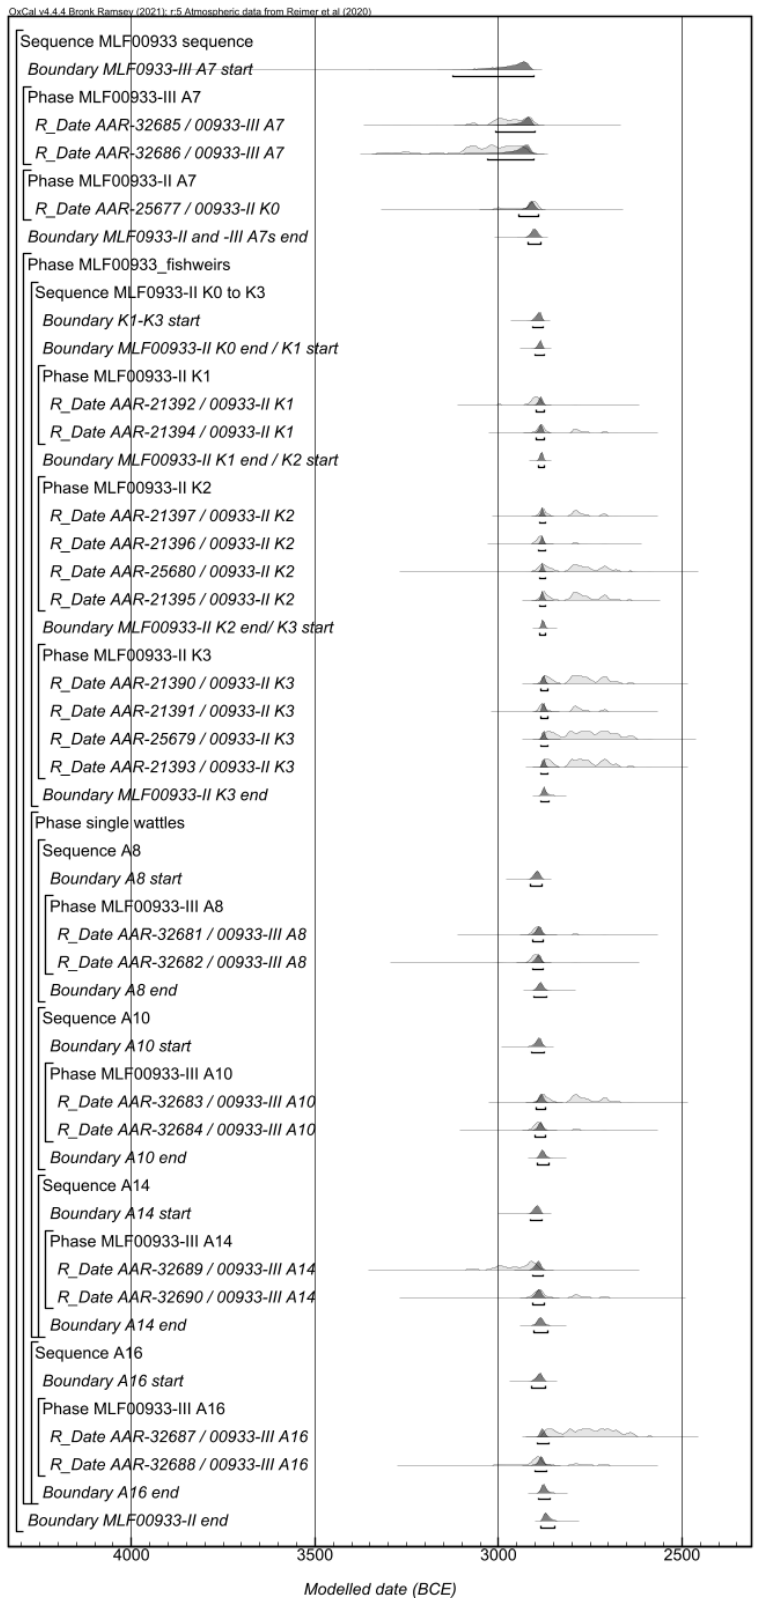 OxCal v4.4.4 Bronk Ramsey (2021); r:5 Atmospheric data from Reimer et al (2020)
Sequence MLF00933 sequence
Boundary MLF0933-III A7 start
Phase MLF00933-III A7
R_Date AAR-32685 / 00933-III A7
R_Date AAR-32686 / 00933-III A7
Phase MLF00933-II A7
R_Date AAR-25677 / 00933-II K0
Boundary MLF0933-II and -III A7s end
Phase MLF00933_fishweirs
Sequence MLF0933-II K0 to K3
Boundary K1-K3 start
Boundary MLF00933-II K0 end / K1 start
Phase MLF00933-II K1
R_Date AAR-21392 / 00933-II K1
R_Date AAR-21394 / 00933-II K1
Boundary MLF00933-II K1 end / K2 start
Phase MLF00933-II K2
R_Date AAR-21397 / 00933-II K2
R_Date AAR-21396 / 00933-II K2
R_Date AAR-25680 / 00933-II K2
R_Date AAR-21395 / 00933-II K2
Boundary MLF00933-II K2 end/ K3 start
Phase MLF00933-II K3
R_Date AAR-21390 / 00933-II K3
R_Date AAR-21391 / 00933-II K3
R_Date AAR-25679 / 00933-II K3
R_Date AAR-21393 / 00933-II K3
Boundary MLF00933-II K3 end
Phase single wattles
Sequence A8
Boundary A8 start
Phase MLF00933-III A8
R_Date AAR-32681 / 00933-III A8
R_Date AAR-32682 / 00933-III A8
Boundary A8 end
Sequence A10
Boundary A10 start
Phase MLF00933-III A10
R_Date AAR-32683 / 00933-III A10
R_Date AAR-32684 / 00933-III A10
Boundary A10 end
Sequence A14
Boundary A14 start
Phase MLF00933-III A14
R_Date AAR-32689 / 00933-III A14
R_Date AAR-32690 / 00933-III A14
Boundary A14 end
Sequence A16
Boundary A16 start
Phase MLF00933-III A16
R_Date AAR-32687 / 00933-III A16
R_Date AAR-32688 / 00933-III A16
Boundary A16 end
Boundary MLF00933-II end
4000 3500 3000 2500
Modelled date (BCE)